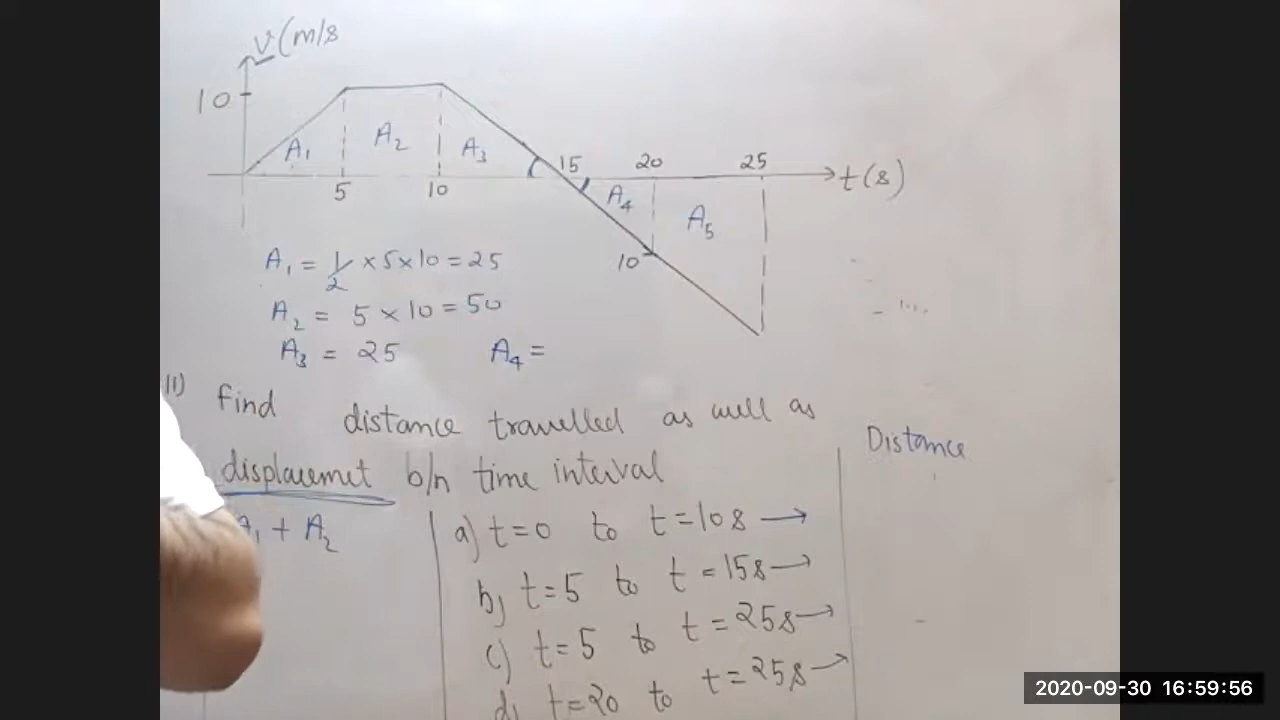 v(m/s
10
A₁ A₂ A₃ 15 20 25 t(s)
5 10 A₄ A₅
10
A₁ = 1/2 × 5 × 10 = 25
A₂ = 5 × 10 = 50
A₃ = 25 A₄ =
11) find distance travelled as well as
displacemet b/n time interval
Distance
A₁ + A₂
a) t=0 to t=10s →
b) t=5 to t=15s →
c) t=5 to t=25s →
d) t=20 to t=25s →
2020-09-30 16:59:56